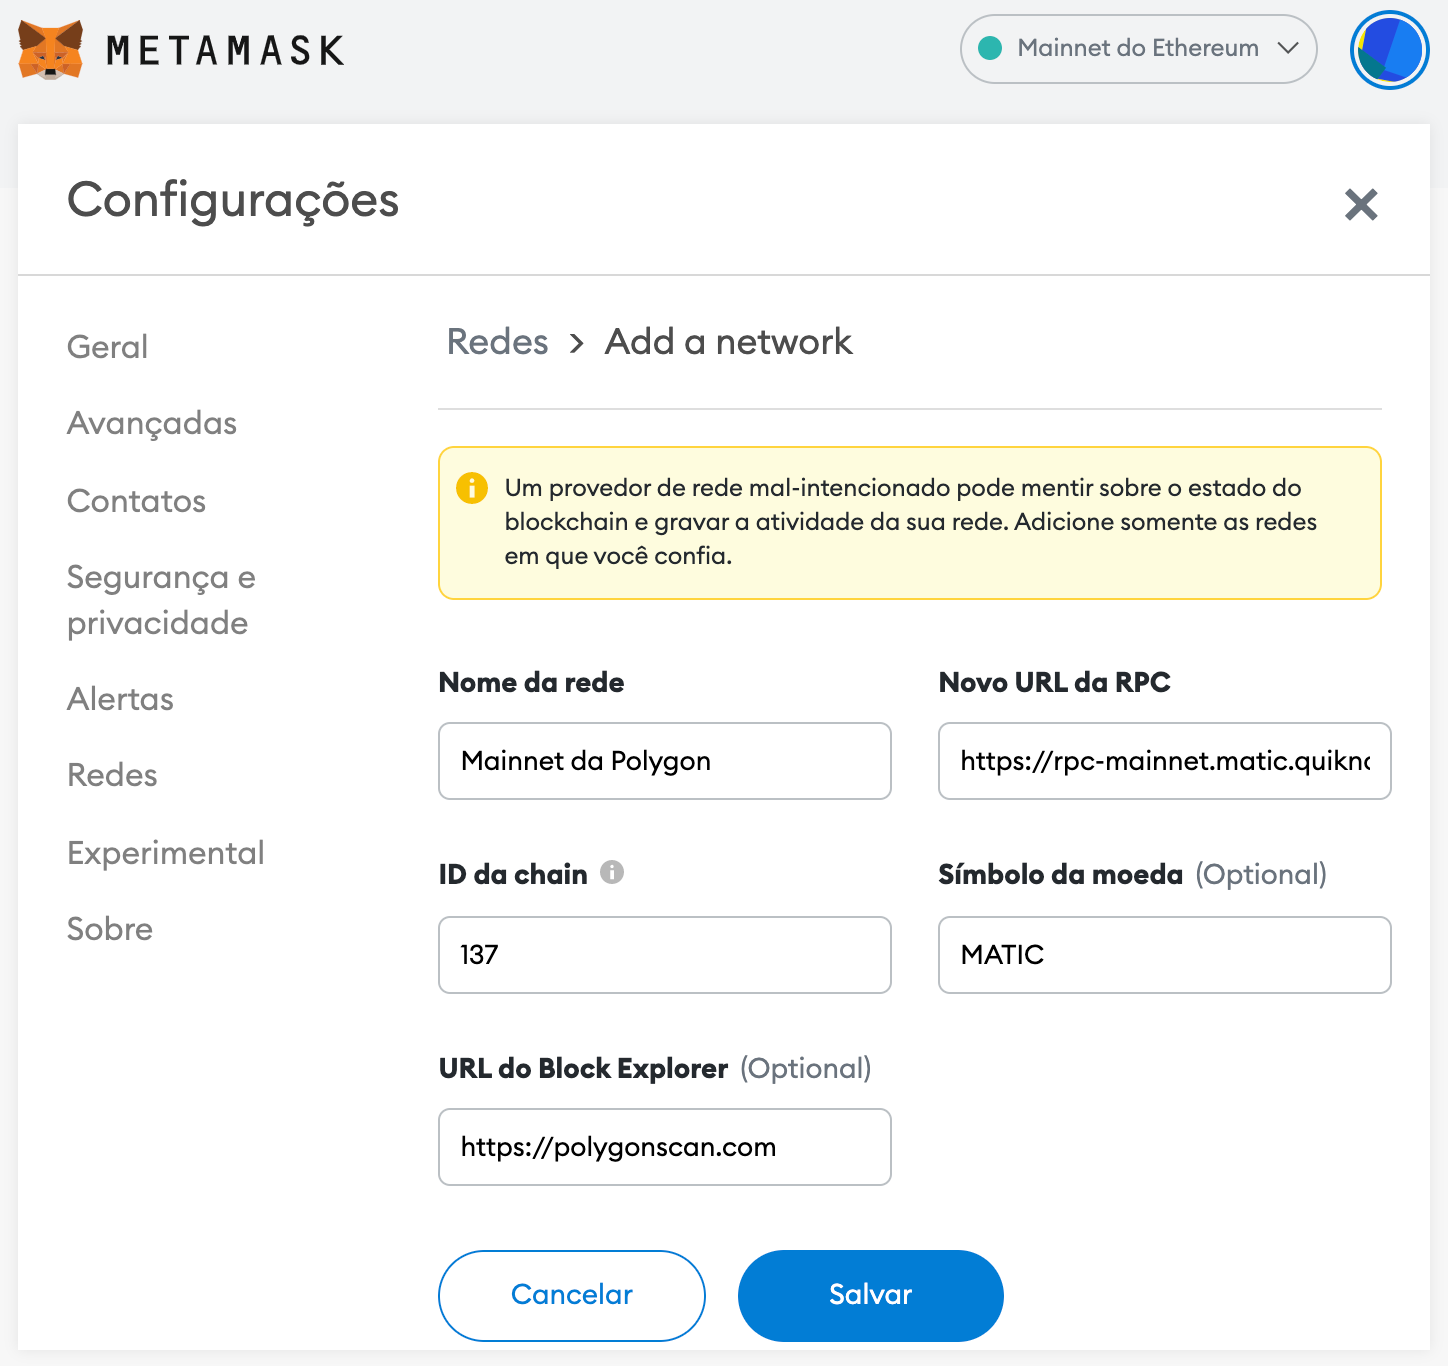 METAMASK
Mainnet do Ethereum
Configurações
Geral
Avançadas
Contatos
Segurança e
privacidade
Alertas
Redes
Experimental
Sobre
Redes > Add a network
Um provedor de rede mal-intencionado pode mentir sobre o estado do
blockchain e gravar a atividade da sua rede. Adicione somente as redes
em que você confia.
Nome da rede
Mainnet da Polygon
Novo URL da RPC
https://rpc-mainnet.matic.quikn
ID da chain
137
Símbolo da moeda (Optional)
MATIC
URL do Block Explorer (Optional)
https://polygonscan.com
Cancelar
Salvar